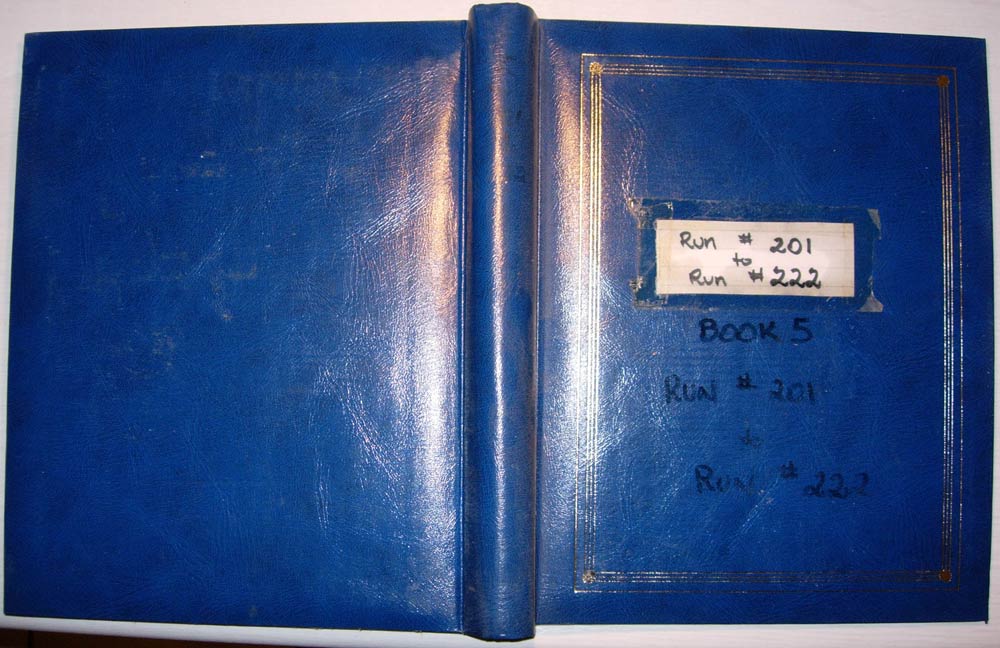 Run # 201
to
Run # 222
BOOK 5
RUN # 201
to
RUN # 222